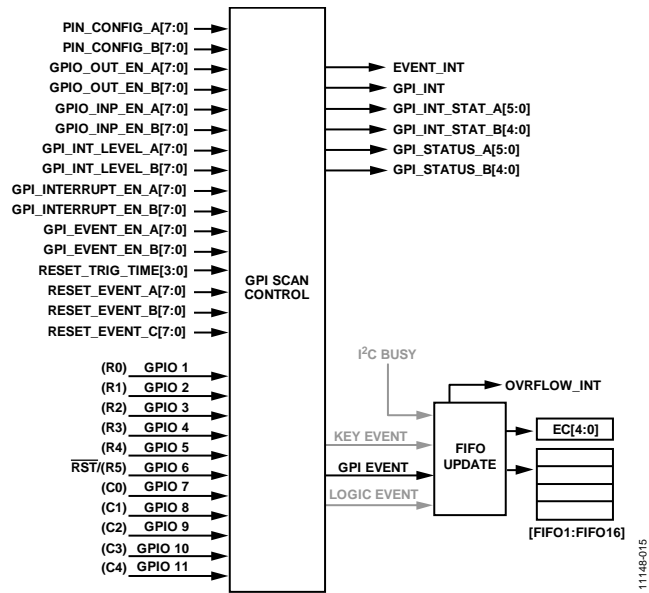 PIN_CONFIG_A[7:0]
PIN_CONFIG_B[7:0]
GPIO_OUT_EN_A[7:0]
GPIO_OUT_EN_B[7:0]
GPIO_INP_EN_A[7:0]
GPIO_INP_EN_B[7:0]
GPI_INT_LEVEL_A[7:0]
GPI_INT_LEVEL_B[7:0]
GPI_INTERRUPT_EN_A[7:0]
GPI_INTERRUPT_EN_B[7:0]
GPI_EVENT_EN_A[7:0]
GPI_EVENT_EN_B[7:0]
RESET_TRIG_TIME[3:0]
RESET_EVENT_A[7:0]
RESET_EVENT_B[7:0]
RESET_EVENT_C[7:0]
(R0) GPIO 1
(R1) GPIO 2
(R2) GPIO 3
(R3) GPIO 4
(R4) GPIO 5
RST/(R5) GPIO 6
(C0) GPIO 7
(C1) GPIO 8
(C2) GPIO 9
(C3) GPIO 10
(C4) GPIO 11
GPI SCAN
CONTROL
EVENT_INT
GPI_INT
GPI_INT_STAT_A[5:0]
GPI_INT_STAT_B[4:0]
GPI_STATUS_A[5:0]
GPI_STATUS_B[4:0]
I2C BUSY
KEY EVENT
GPI EVENT
LOGIC EVENT
FIFO
UPDATE
OVRFLOW_INT
EC[4:0]
[FIFO1:FIFO16]
11148-015